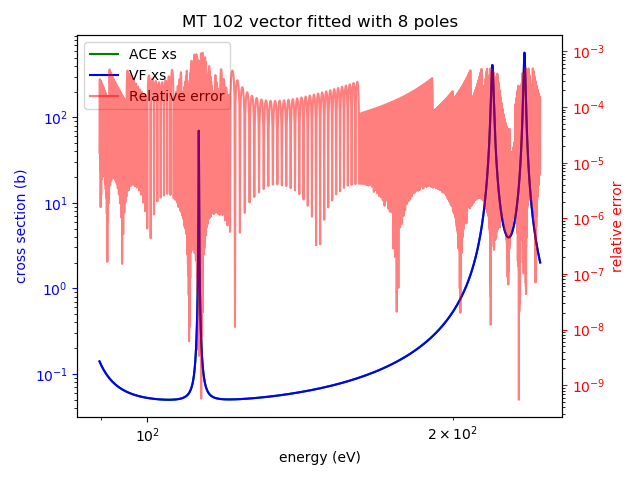 MT 102 vector fitted with 8 poles
ACE xs
VF xs
Relative error
cross section (b)
10²
10¹
10⁰
10⁻¹
10⁻³
10⁻⁴
10⁻⁵
10⁻⁶
10⁻⁷
10⁻⁸
10⁻⁹
relative error
10²
2 × 10²
energy (eV)